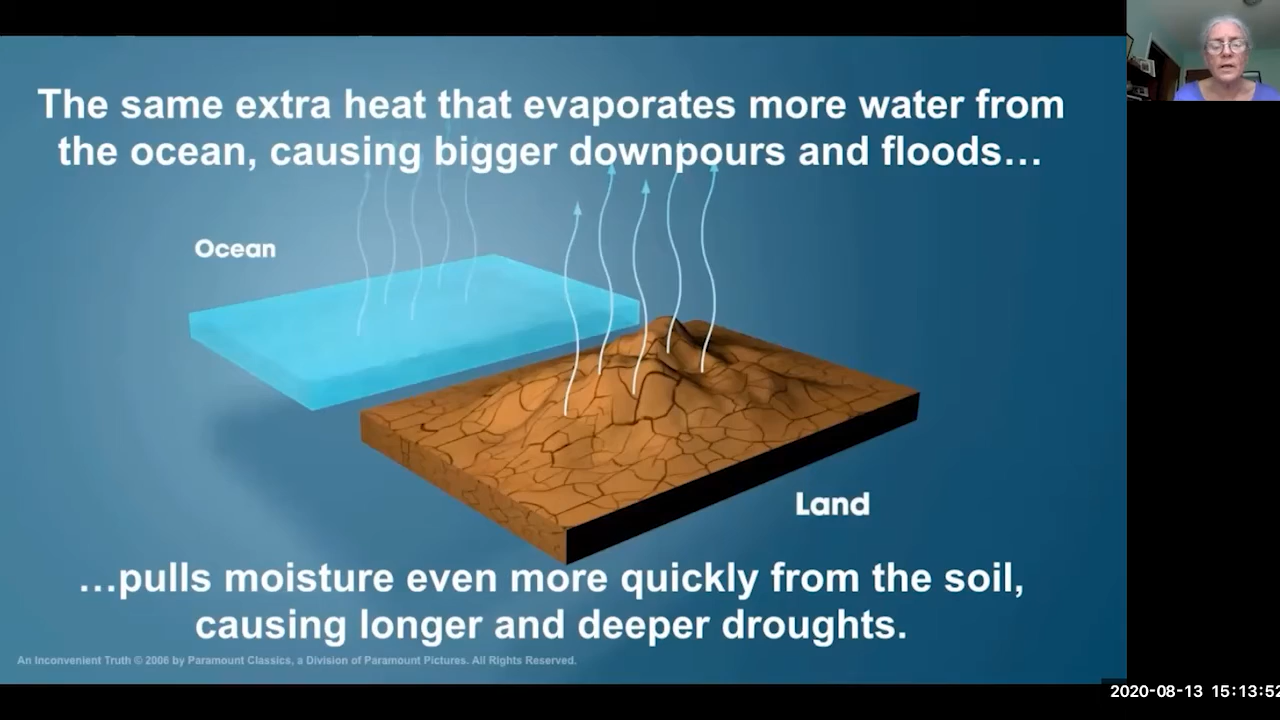 The same extra heat that evaporates more water from
the ocean, causing bigger downpours and floods…
Ocean
Land
…pulls moisture even more quickly from the soil,
causing longer and deeper droughts.
An Inconvenient Truth © 2006 by Paramount Classics, a Division of Paramount Pictures. All Rights Reserved.
2020-08-13 15:13:52